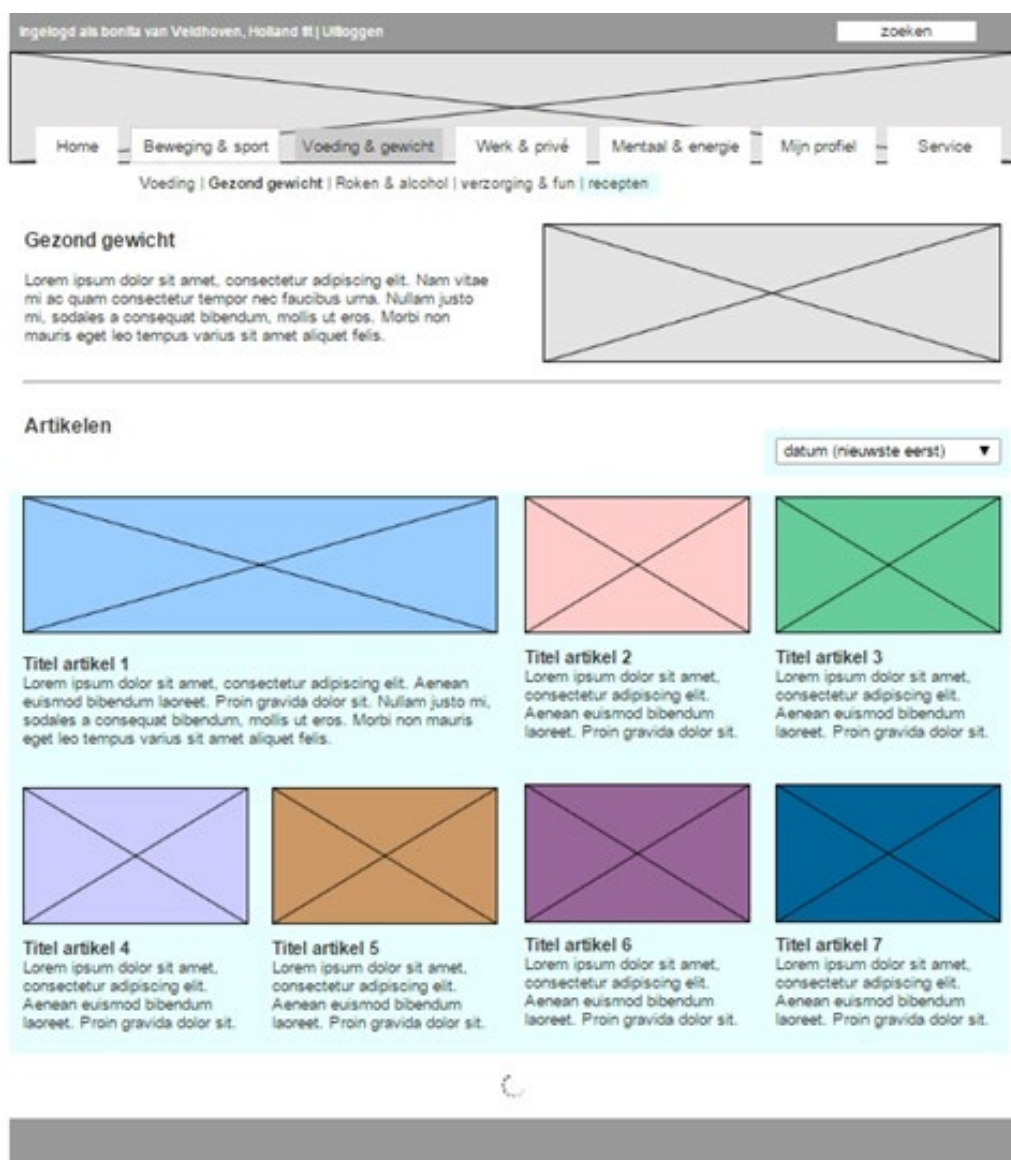 Ingelogd als bonita van Veldhoven, Holland fit | Uitloggen
zoeken
Home Beweging & sport Voeding & gewicht Werk & privé Mentaal & energie Mijn profiel Service
Voeding | Gezond gewicht | Roken & alcohol | verzorging & fun | recepten
Gezond gewicht
Lorem ipsum dolor sit amet, consectetur adipiscing elit. Nam vitae
mi ac quam consectetur tempor nec faucibus urna. Nullam justo
mi, sodales a consequat bibendum, mollis ut eros. Morbi non
mauris eget leo tempus varius sit amet aliquet felis.
Artikelen
datum (nieuwste eerst)
Titel artikel 1
Lorem ipsum dolor sit amet, consectetur adipiscing elit. Aenean
euismod bibendum laoreet. Proin gravida dolor sit. Nullam justo mi,
sodales a consequat bibendum, mollis ut eros. Morbi non mauris
eget leo tempus varius sit amet aliquet felis.
Titel artikel 2
Lorem ipsum dolor sit amet,
consectetur adipiscing elit.
Aenean euismod bibendum
laoreet. Proin gravida dolor sit.
Titel artikel 3
Lorem ipsum dolor sit amet,
consectetur adipiscing elit.
Aenean euismod bibendum
laoreet. Proin gravida dolor sit.
Titel artikel 4
Lorem ipsum dolor sit amet,
consectetur adipiscing elit.
Aenean euismod bibendum
laoreet. Proin gravida dolor sit.
Titel artikel 5
Lorem ipsum dolor sit amet,
consectetur adipiscing elit.
Aenean euismod bibendum
laoreet. Proin gravida dolor sit.
Titel artikel 6
Lorem ipsum dolor sit amet,
consectetur adipiscing elit.
Aenean euismod bibendum
laoreet. Proin gravida dolor sit.
Titel artikel 7
Lorem ipsum dolor sit amet,
consectetur adipiscing elit.
Aenean euismod bibendum
laoreet. Proin gravida dolor sit.